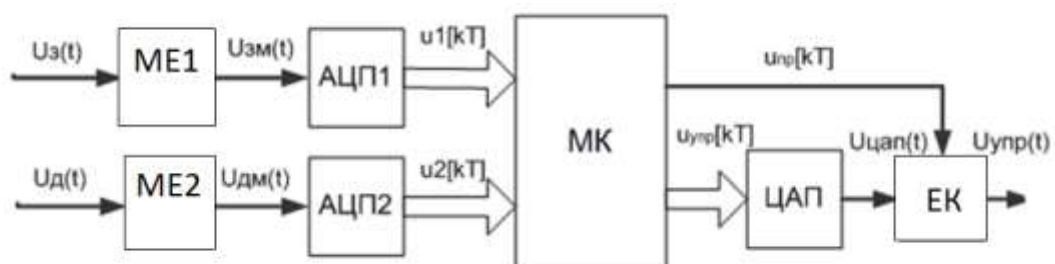 Uз(t)
МЕ1
Uзм(t)
АЦП1
u1[kT]
МК
uпр[kT]
uупр[kT]
ЦАП
Uцап(t)
ЕК
Uупр(t)
Uд(t)
МЕ2
Uдм(t)
АЦП2
u2[kT]